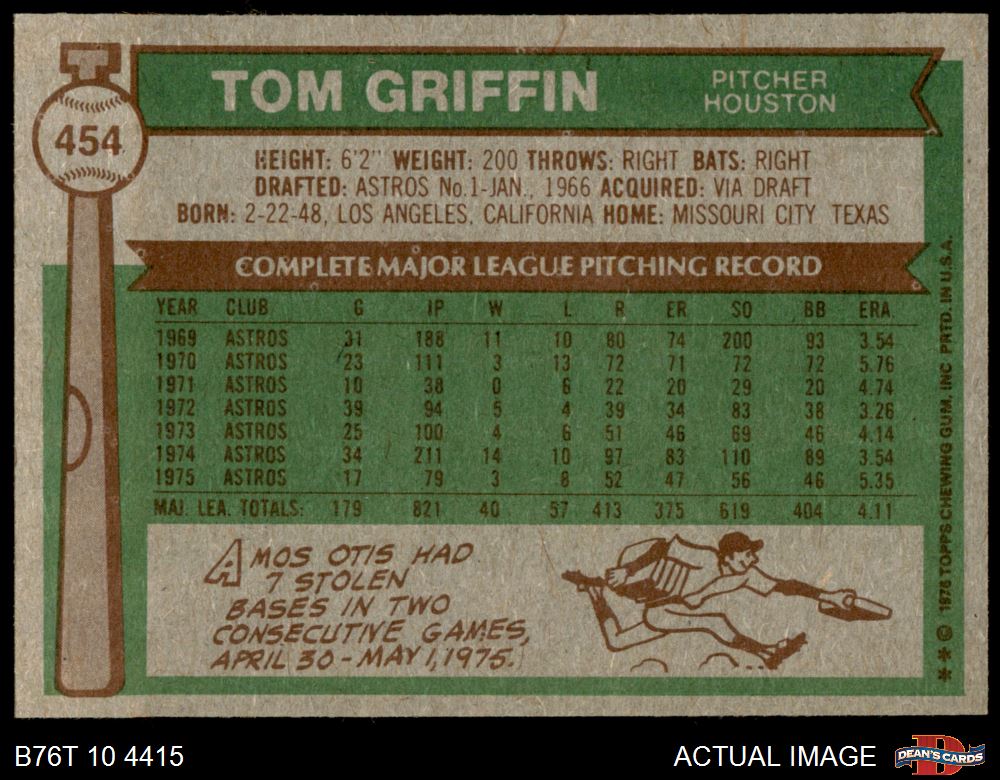 454
TOM GRIFFIN
PITCHER
HOUSTON
HEIGHT: 6'2" WEIGHT: 200 THROWS: RIGHT BATS: RIGHT
DRAFTED: ASTROS No. 1-JAN., 1966 ACQUIRED: VIA DRAFT
BORN: 2-22-48, LOS ANGELES, CALIFORNIA HOME: MISSOURI CITY TEXAS
COMPLETE MAJOR LEAGUE PITCHING RECORD
YEAR CLUB G IP W L R ER SO BB ERA
1969 ASTROS 31 188 11 10 80 74 200 93 3.54
1970 ASTROS 23 111 3 13 72 71 72 72 5.76
1971 ASTROS 10 38 0 6 22 20 29 20 4.74
1972 ASTROS 39 94 5 4 39 34 83 38 3.26
1973 ASTROS 25 100 4 6 51 46 69 46 4.14
1974 ASTROS 34 211 14 10 97 83 110 89 3.54
1975 ASTROS 17 79 3 8 52 47 56 46 5.35
MAJ. LEA. TOTALS: 179 821 40 57 413 375 619 404 4.11
AMOS OTIS HAD
7 STOLEN
BASES IN TWO
CONSECUTIVE GAMES,
APRIL 30 - MAY 1, 1975.
** © 1976 TOPPS CHEWING GUM, INC PRTD. IN U.S.A.
B76T 10 4415
ACTUAL IMAGE
DEAN'S CARDS